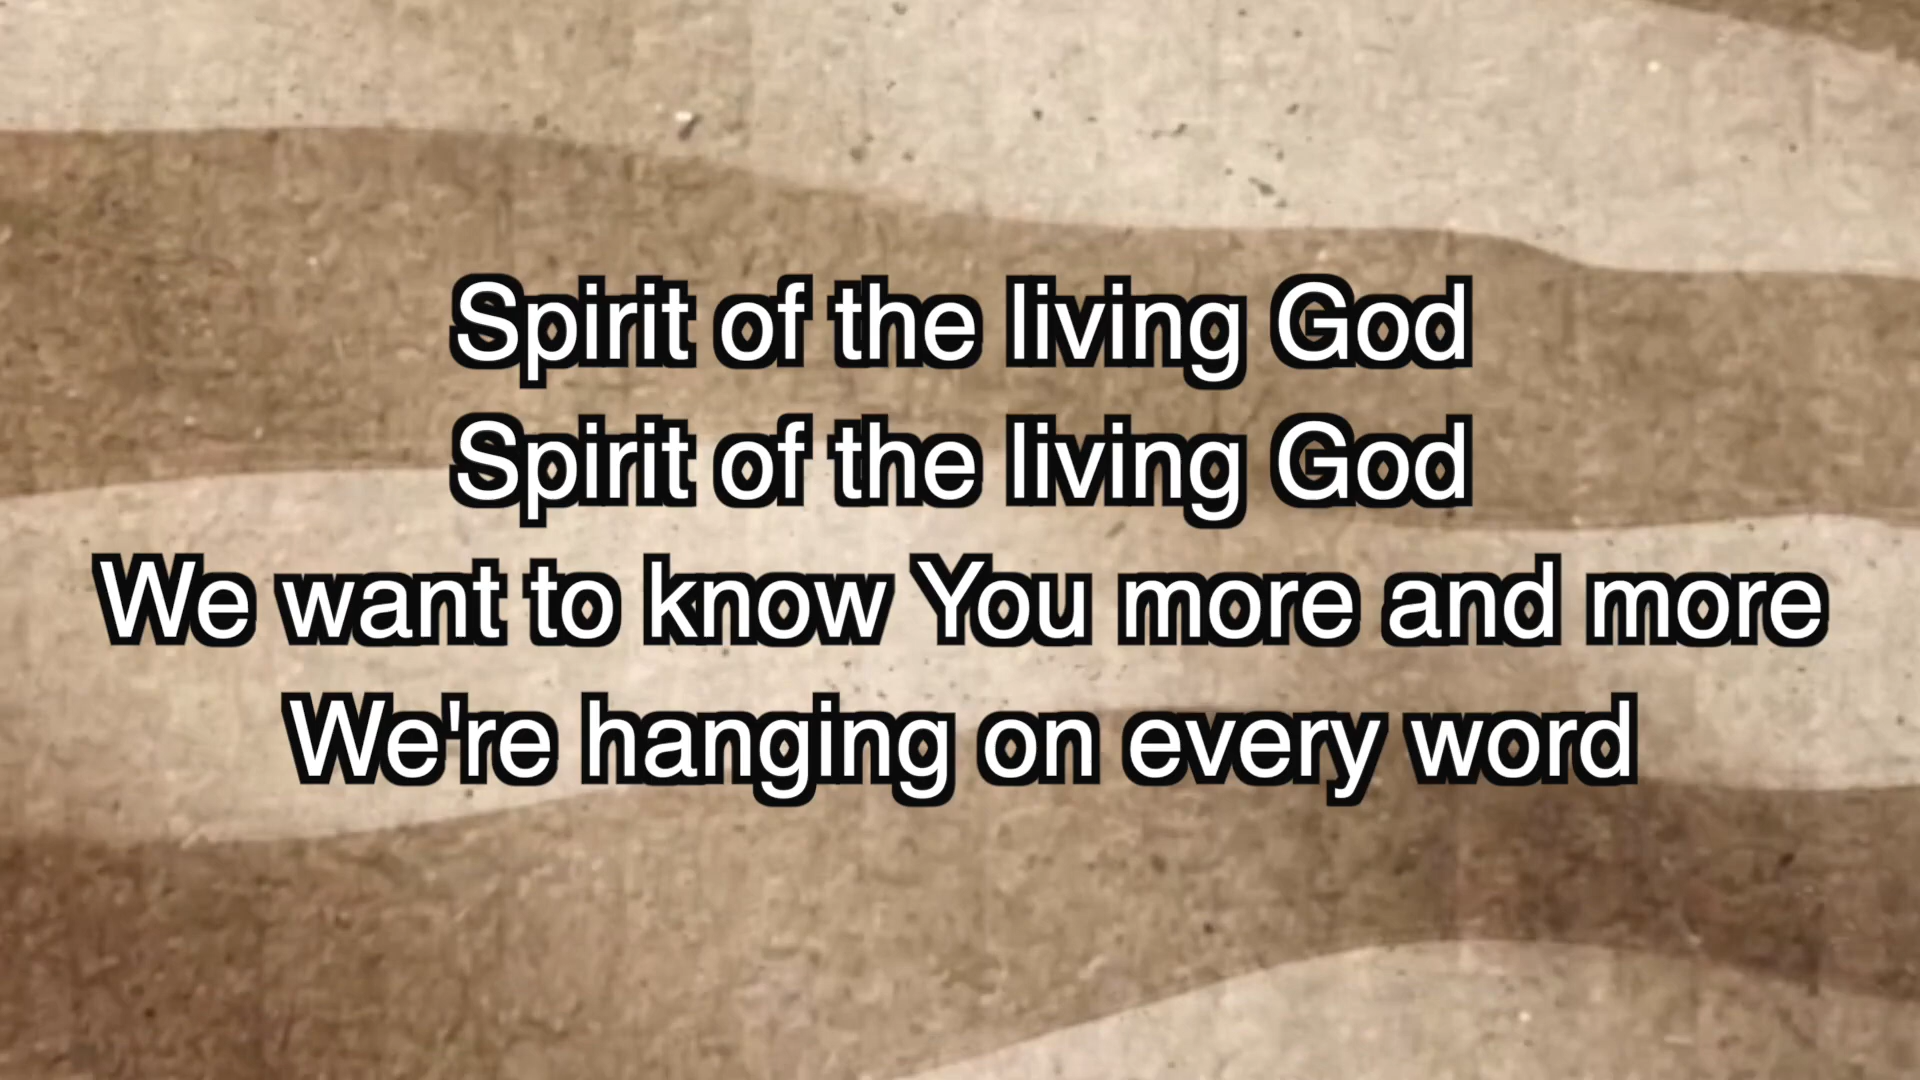 Spirit of the living God
Spirit of the living God
We want to know You more and more
We're hanging on every word